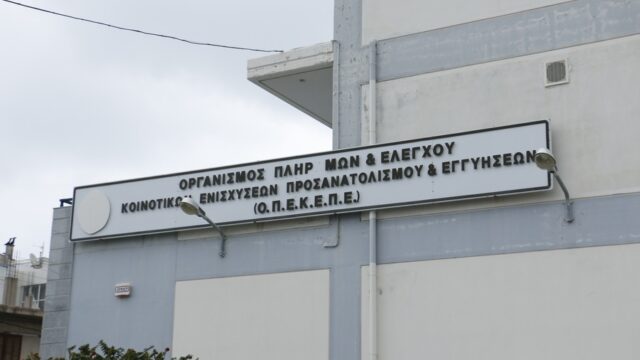 ΟΡΓΑΝΙΣΜΟΣ ΠΛΗΡ ΜΩΝ & ΕΛΕΓΧΟΥ
ΚΟΙΝΟΤΙΚΩΝ ΕΝΙΣΧΥΣΕΩΝ ΠΡΟΣΑΝΑΤΟΛΙΣΜΟΥ & ΕΓΓΥΗΣΕΩΝ
(Ο.Π.Ε.Κ.Ε.Π.Ε.)